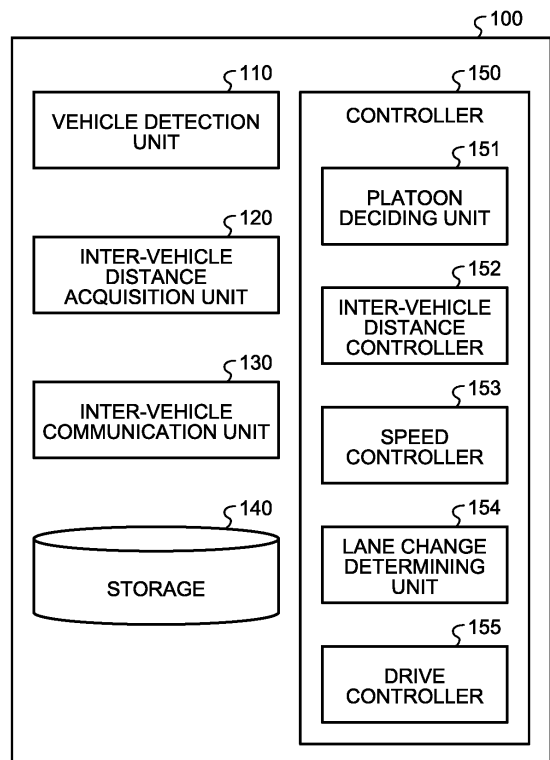 100
110
VEHICLE DETECTION
UNIT
120
INTER-VEHICLE
DISTANCE
ACQUISITION UNIT
130
INTER-VEHICLE
COMMUNICATION UNIT
140
STORAGE
150
CONTROLLER
151
PLATOON
DECIDING UNIT
152
INTER-VEHICLE
DISTANCE
CONTROLLER
153
SPEED
CONTROLLER
154
LANE CHANGE
DETERMINING
UNIT
155
DRIVE
CONTROLLER